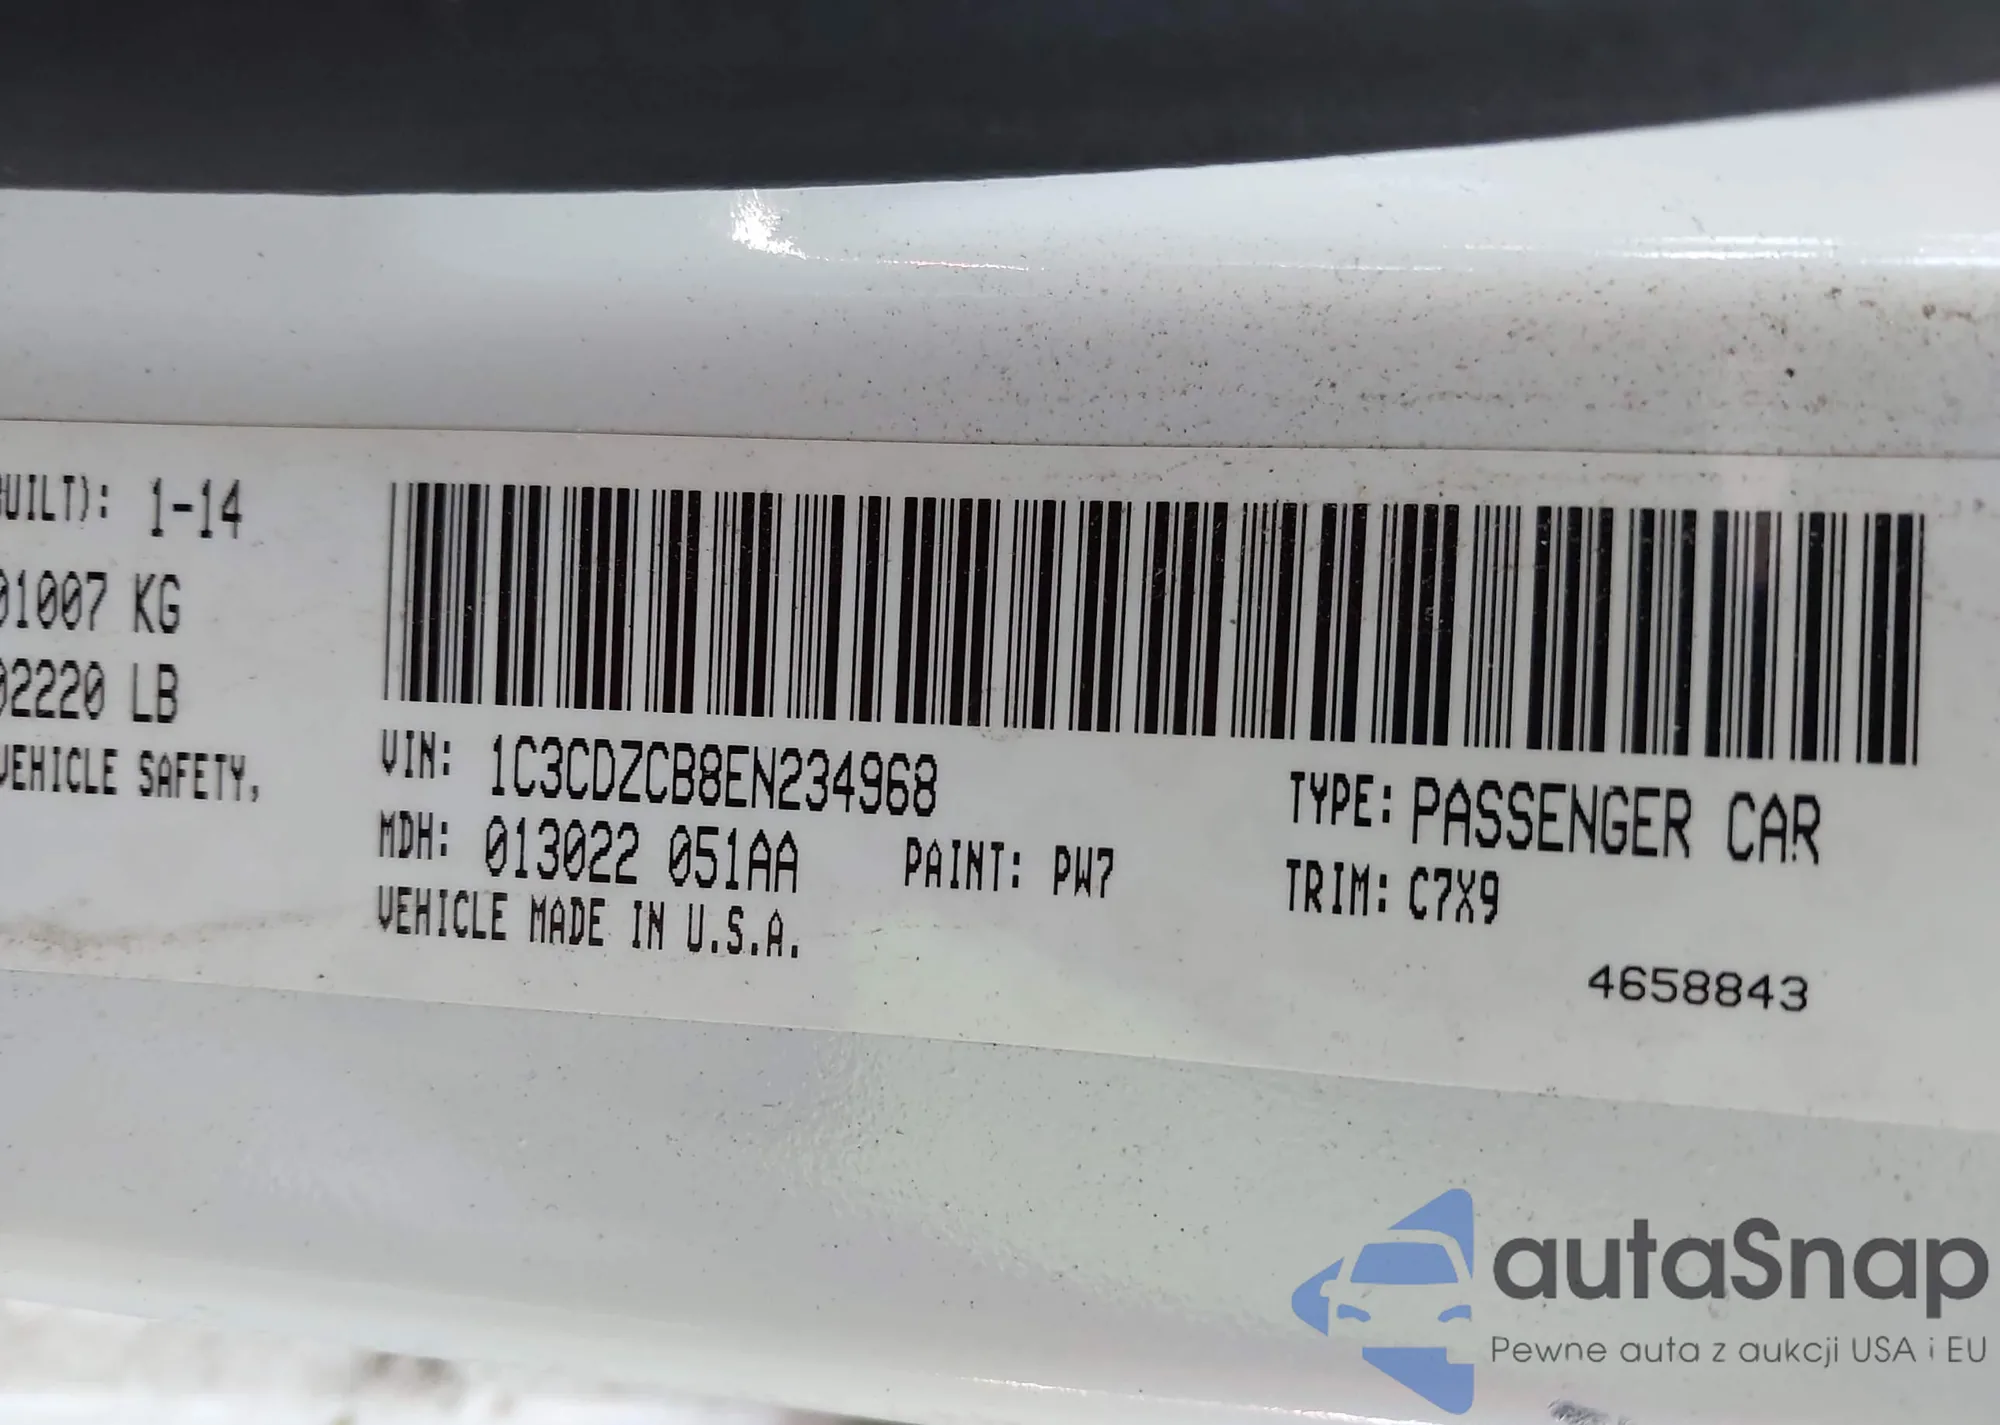 BUILT): 1-14
01007 KG
02220 LB
VEHICLE SAFETY,
VIN: 1C3CDZCB8EN234968
MDH: 013022 051AA PAINT: PW7
VEHICLE MADE IN U.S.A.
TYPE: PASSENGER CAR
TRIM: C7X9
4658843
autaSnap
Pewne auta z aukcji USA i EU